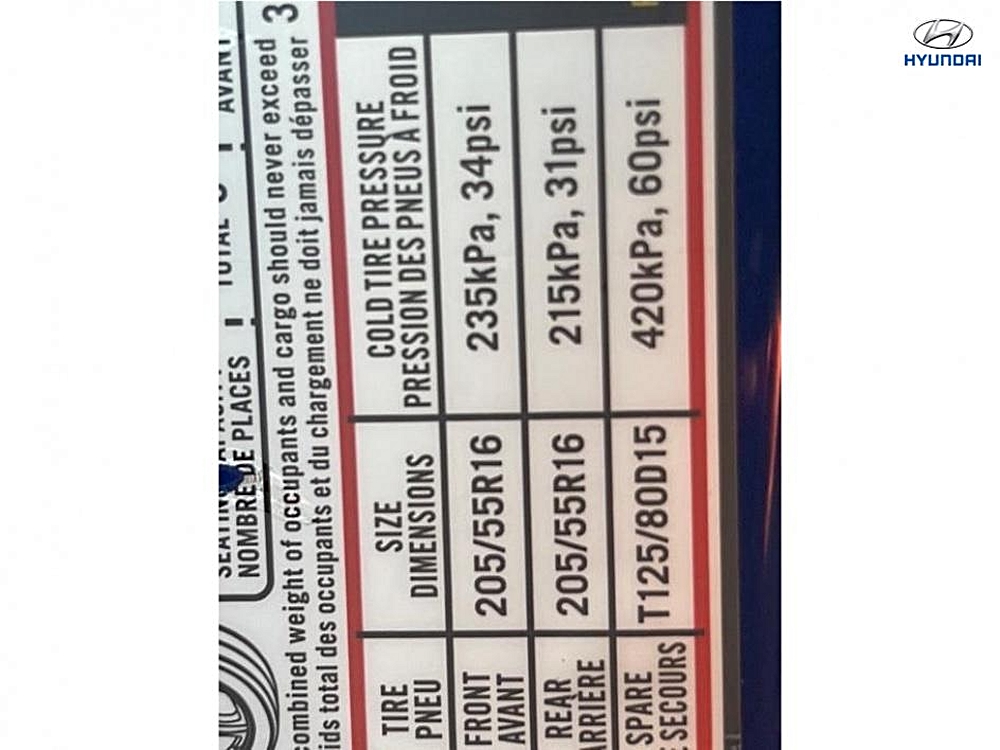 HYUNDAI
AVANT
NOMBRE DE PLACES
combined weight of occupants and cargo should never exceed 3
ids total des occupants et du chargement ne doit jamais dépasser
TIRE SIZE COLD TIRE PRESSURE
PNEU DIMENSIONS PRESSION DES PNEUS À FROID
FRONT
AVANT 205/55R16 235kPa, 34psi
REAR
ARRIÈRE 205/55R16 215kPa, 31psi
SPARE
SECOURS T125/80D15 420kPa, 60psi